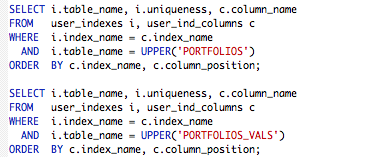 SELECT i.table_name, i.uniqueness, c.column_name
FROM   user_indexes i, user_ind_columns c
WHERE  i.index_name = c.index_name
  AND  i.table_name = UPPER('PORTFOLIOS')
ORDER  BY c.index_name, c.column_position;

SELECT i.table_name, i.uniqueness, c.column_name
FROM   user_indexes i, user_ind_columns c
WHERE  i.index_name = c.index_name
  AND  i.table_name = UPPER('PORTFOLIOS_VALS')
ORDER  BY c.index_name, c.column_position;